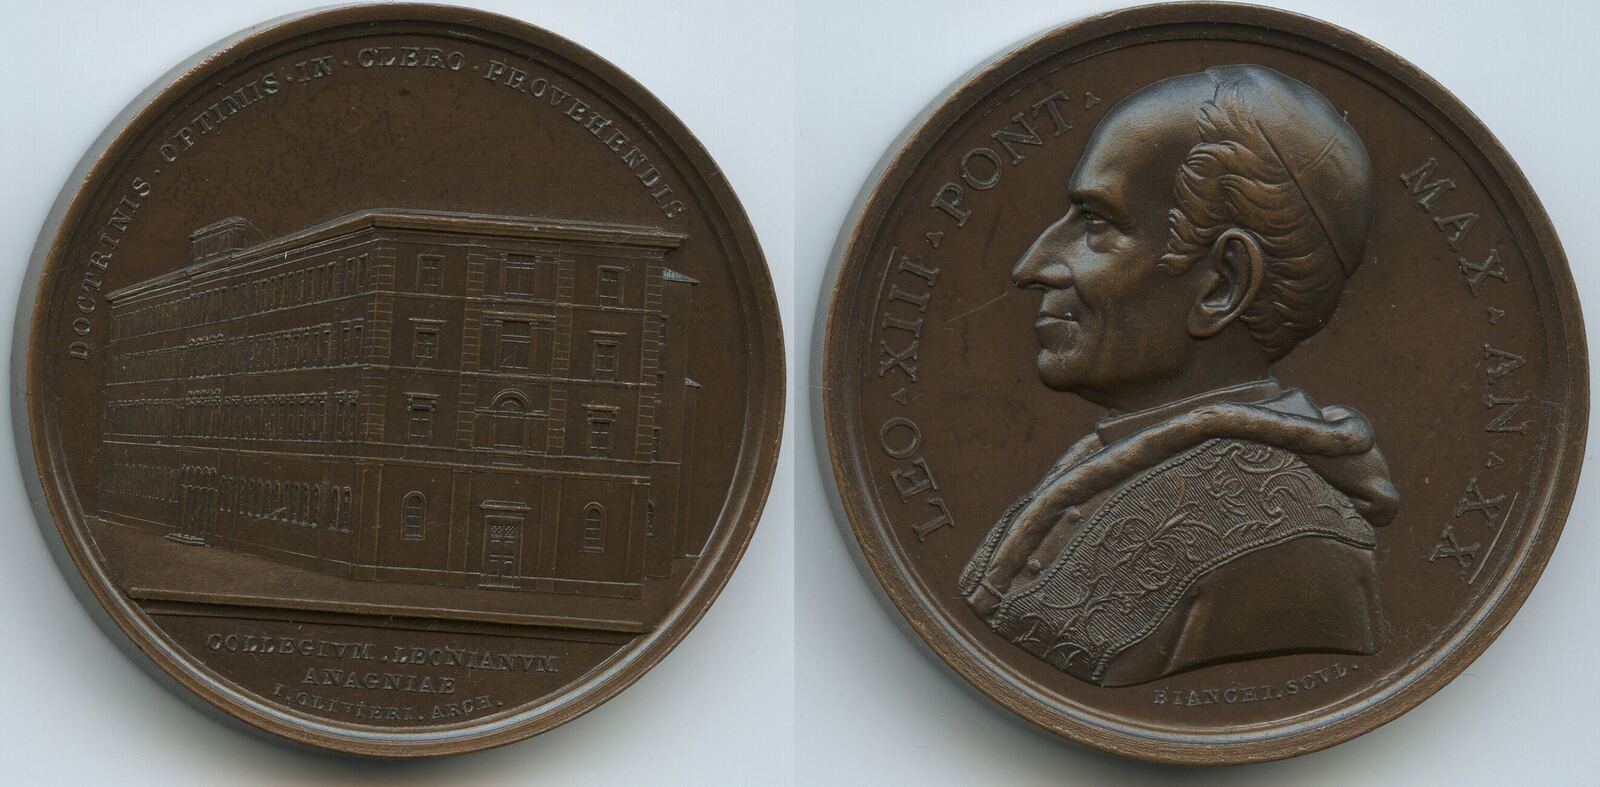 DOCTRINIS · OPTIMIS · IN · CLERO · PROVEHENDIS
COLLEGIVM · LEONIANVM
ANAGNIAE
I · OLIVIERI · ARCH ·
LEO · XIII · PONT · MAX · AN · XX
BIANCHI · SCVL ·